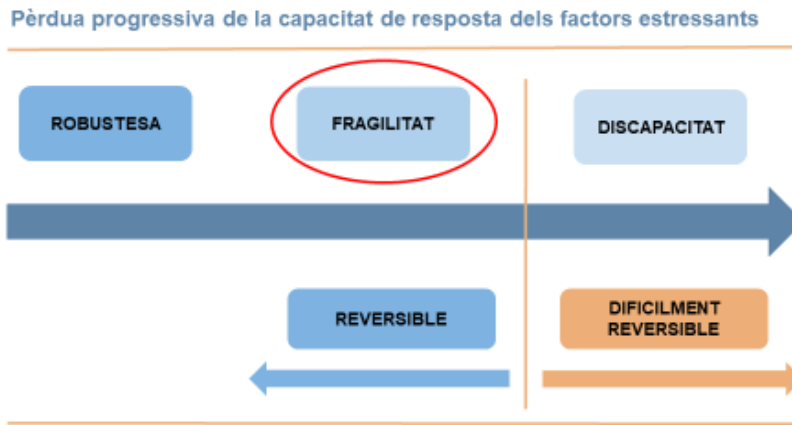 Pèrdua progressiva de la capacitat de resposta dels factors estressants
ROBUSTESA
FRAGILITAT
DISCAPACITAT
REVERSIBLE
DIFICILMENT
REVERSIBLE